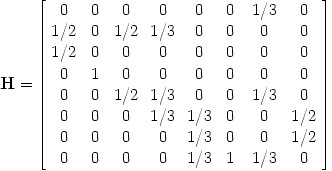 0 0 0 0 0 0 1/3 0
1/2 0 1/2 1/3 0 0 0 0
1/2 0 0 0 0 0 0 0
H = 0 1 0 0 0 0 0 0
0 0 1/2 1/3 0 0 1/3 0
0 0 0 1/3 1/3 0 0 1/2
0 0 0 0 1/3 0 0 1/2
0 0 0 0 1/3 1 1/3 0